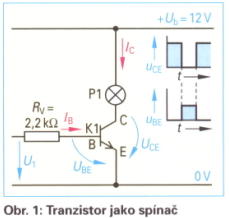 +U_b = 12 V
I_C
u_CE
t
P1
R_V =
2,2 kΩ
I_B
K1
C
B
E
U_CE
U_BE
U_1
u_BE
t
0 V
Obr. 1: Tranzistor jako spínač